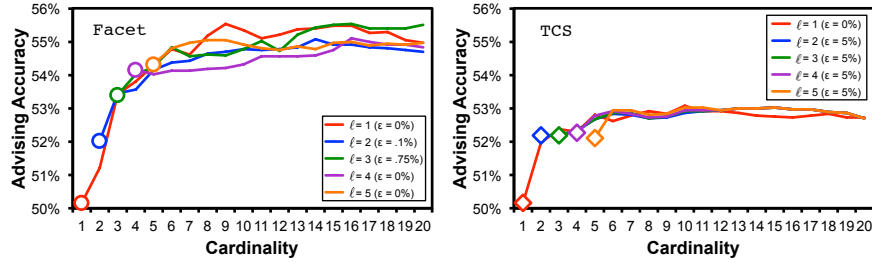 Facet
Advising Accuracy
56%
55%
54%
53%
52%
51%
50%
ℓ = 1 (ε = 0%)
ℓ = 2 (ε = .1%)
ℓ = 3 (ε = .75%)
ℓ = 4 (ε = 0%)
ℓ = 5 (ε = 0%)
1 2 3 4 5 6 7 8 9 10 11 12 13 14 15 16 17 18 19 20
Cardinality
TCS
Advising Accuracy
56%
55%
54%
53%
52%
51%
50%
ℓ = 1 (ε = 0%)
ℓ = 2 (ε = 5%)
ℓ = 3 (ε = 5%)
ℓ = 4 (ε = 5%)
ℓ = 5 (ε = 5%)
1 2 3 4 5 6 7 8 9 10 11 12 13 14 15 16 17 18 19 20
Cardinality